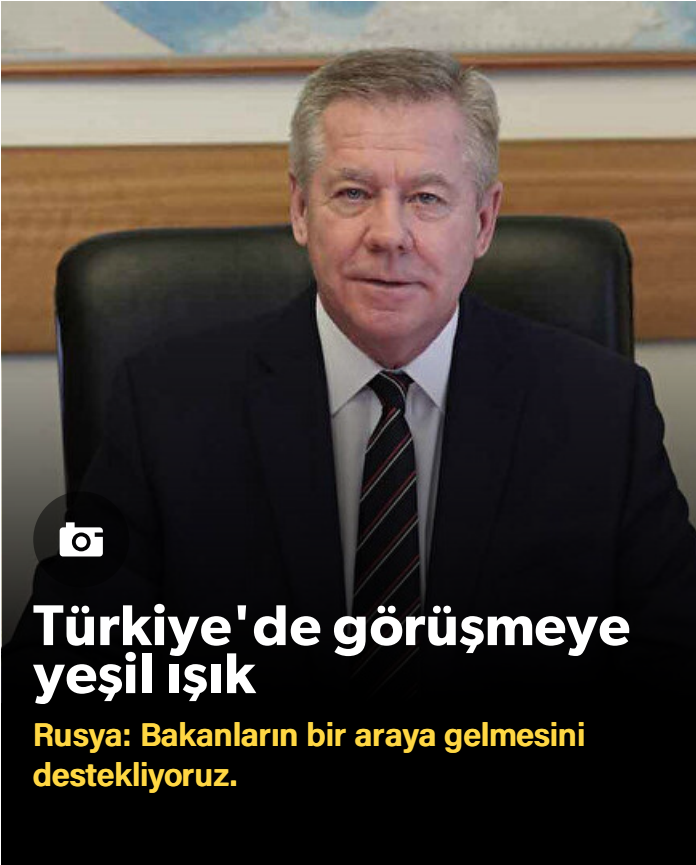 Türkiye'de görüşmeye
yeşil ışık
Rusya: Bakanların bir araya gelmesini
destekliyoruz.